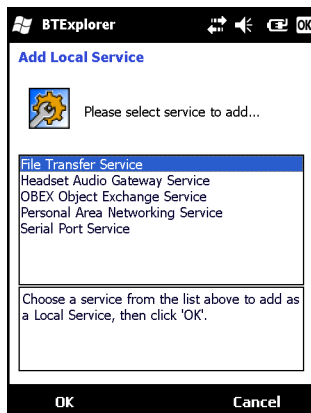 BTExplorer OK
Add Local Service
Please select service to add...
File Transfer Service
Headset Audio Gateway Service
OBEX Object Exchange Service
Personal Area Networking Service
Serial Port Service
Choose a service from the list above to add as
a Local Service, then click 'OK'.
OK Cancel